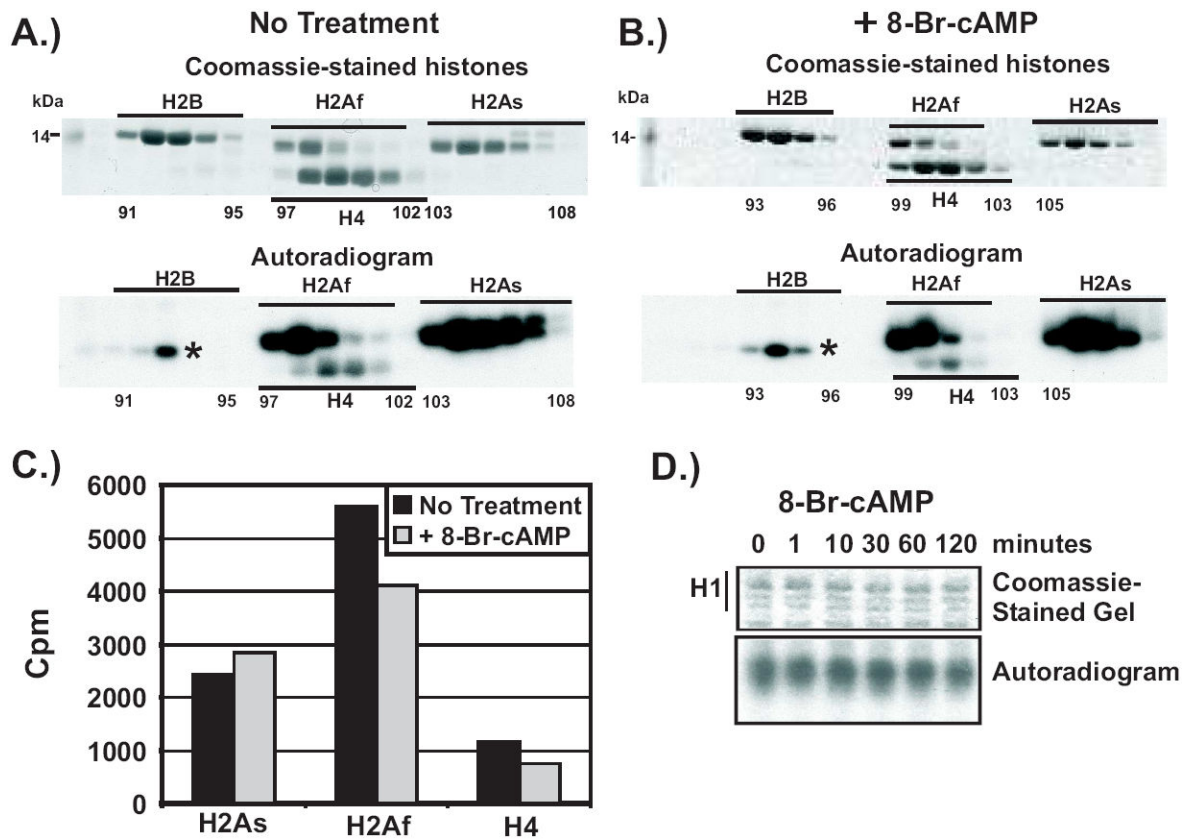 A.)
No Treatment
Coomassie-stained histones
kDa
H2B
H2Af
H2As
14-
91
95
97
H4
102
103
108
Autoradiogram
H2B
H2Af
H2As
*
91
95
97
H4
102
103
108
B.)
+ 8-Br-cAMP
Coomassie-stained histones
kDa
H2B
H2Af
H2As
14-
93
96
99
H4
103
105
Autoradiogram
H2B
H2Af
H2As
*
93
96
99
H4
103
105
C.)
6000
5000
4000
3000
2000
1000
0
Cpm
No Treatment
+ 8-Br-cAMP
H2As
H2Af
H4
D.)
8-Br-cAMP
0 1 10 30 60 120 minutes
H1
Coomassie-
Stained Gel
Autoradiogram